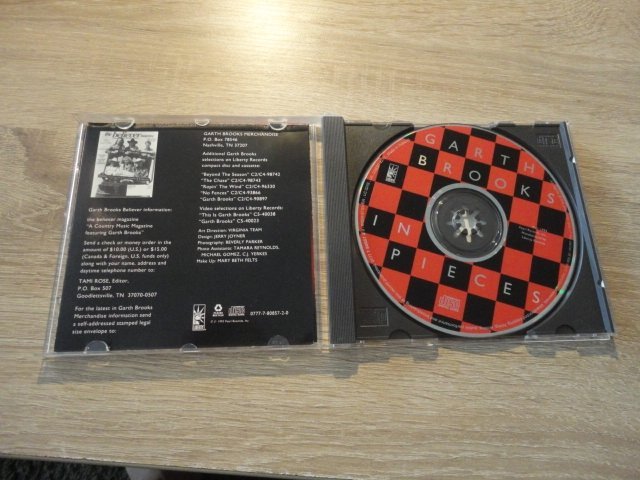 the believer
Garth Brooks Believer information:
the believer magazine
"A Country Music Magazine
featuring Garth Brooks"
Send a check or money order in the
amount of $10.00 (U.S.) or $15.00
(Canada & Foreign, U.S. funds only)
along with your name, address and
daytime telephone number to:
TAMI ROSE, Editor,
P.O. Box 507
Goodlettsville, TN 37070-0507
For the latest in Garth Brooks
Merchandise information send
a self-addressed stamped legal
size envelope to:
GARTH BROOKS MERCHANDISE
P.O. Box 78546
Nashville, TN 37207
Additional Garth Brooks
selections on Liberty Records
compact disc and cassette:
"Beyond The Season" C2/C4-98742
"The Chase" C2/C4-98743
"Ropin' The Wind" C2/C4-96330
"No Fences" C2/C4-93866
"Garth Brooks" C2/C4-90897
Video selections on Liberty Records:
"This Is Garth Brooks" C5-40038
"Garth Brooks" C5-40023
Art Direction: VIRGINIA TEAM
Design: JERRY JOYNER
Photography: BEVERLY PARKER
Photo Assistants: TAMARA REYNOLDS,
MICHAEL GOMEZ, C.J. YESKES
Make Up: MARY BETH FELTS
0777-7-80857-2-0
GARTH
BROOKS
IN
PIECES